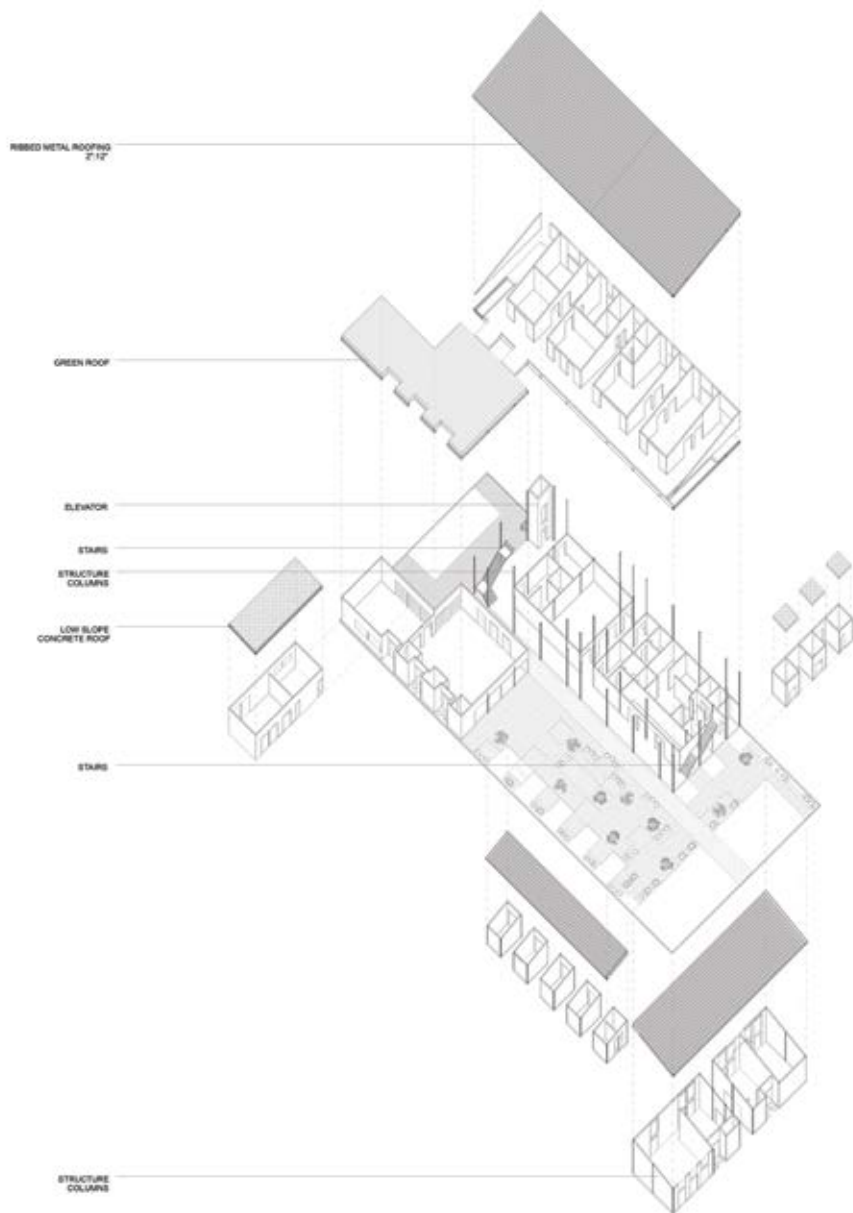 RIBBED METAL ROOFING
2":12"
GREEN ROOF
ELEVATOR
STAIRS
STRUCTURE
COLUMNS
LOW SLOPE
CONCRETE ROOF
STAIRS
STRUCTURE
COLUMNS